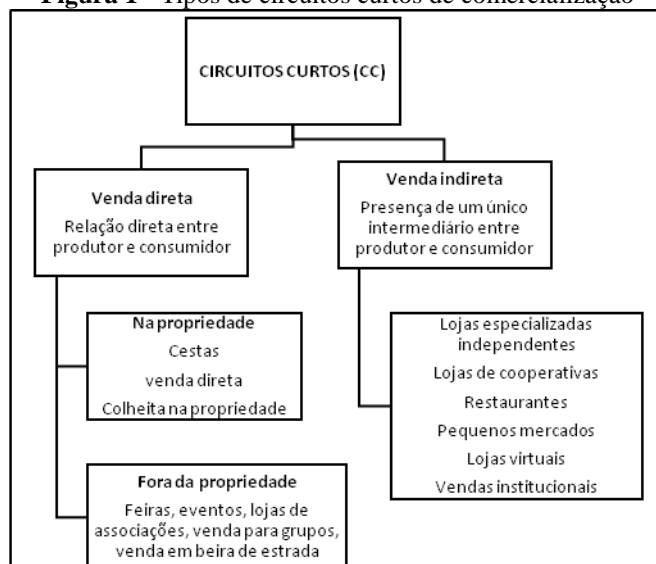 Figura 1 - Tipos de circuitos curtos de comercialização
CIRCUITOS CURTOS (CC)
Venda direta
Relação direta entre
produtor e consumidor
Venda indireta
Presença de um único
intermediário entre
produtor e consumidor
Na propriedade
Cestas
venda direta
Colheita na propriedade
Fora da propriedade
Feiras, eventos, lojas de
associações, venda para grupos,
venda em beira de estrada
Lojas especializadas
independentes
Lojas de cooperativas
Restaurantes
Pequenos mercados
Lojas virtuais
Vendas institucionais